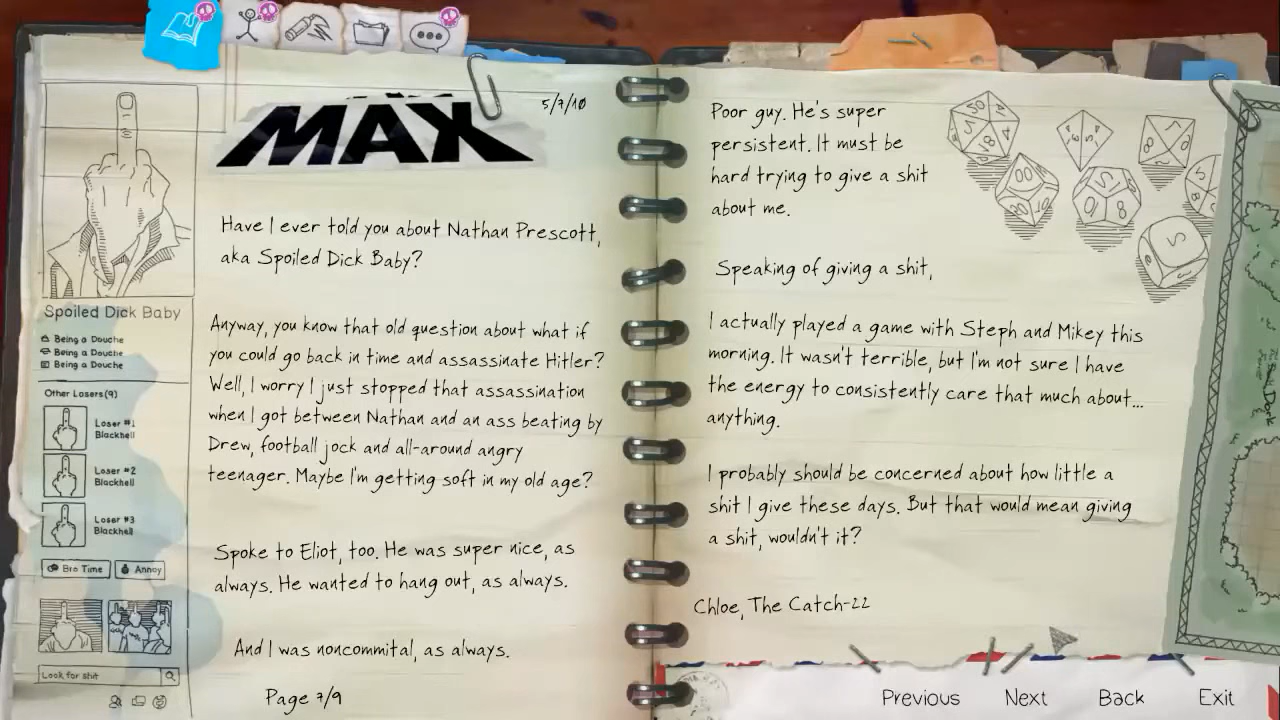 MAX
5/7/10
Have I ever told you about Nathan Prescott,
aka Spoiled Dick Baby?
Anyway, you know that old question about what if
you could go back in time and assassinate Hitler?
Well, I worry I just stopped that assassination
when I got between Nathan and an ass beating by
Drew, football jock and all-around angry
teenager. Maybe I'm getting soft in my old age?
Spoke to Eliot, too. He was super nice, as
always. He wanted to hang out, as always.
And I was noncommital, as always.
Page 7/9
Spoiled Dick Baby
Being a Douche
Being a Douche
Being a Douche
Other Losers(9)
Loser #1
Blackhell
Loser #2
Blackhell
Loser #3
Blackhell
Bro Time
Annoy
Look for shit
Poor guy. He's super
persistent. It must be
hard trying to give a shit
about me.
Speaking of giving a shit,
I actually played a game with Steph and Mikey this
morning. It wasn't terrible, but I'm not sure I have
the energy to consistently care that much about...
anything.
I probably should be concerned about how little a
shit I give these days. But that would mean giving
a shit, wouldn't it?
Chloe, The Catch-22
Previous
Next
Back
Exit